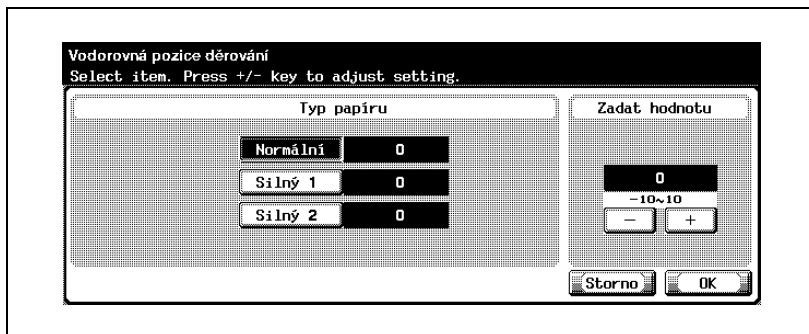 Vodorovná pozice děrování
Select item. Press +/- key to adjust setting.
Typ papíru
Zadat hodnotu
Normální 0
Silný 1 0
Silný 2 0
0
-10~10
- +
Storno OK